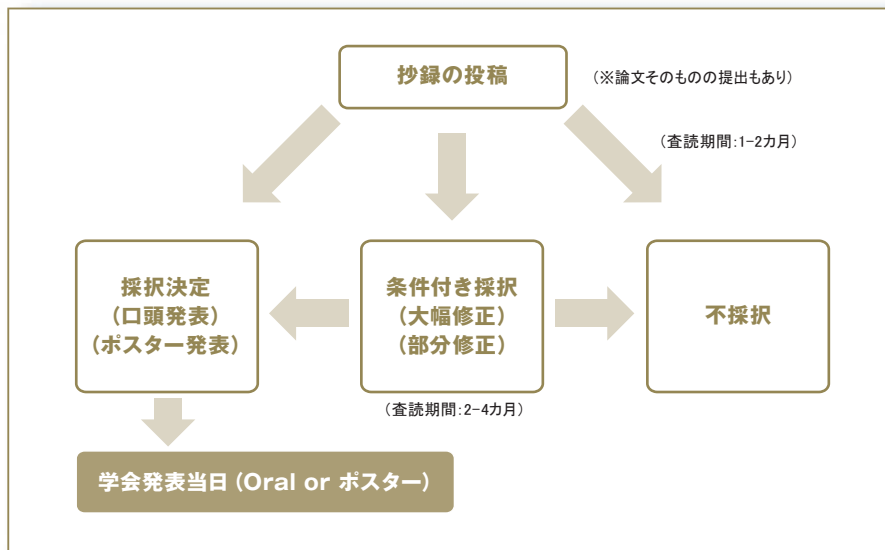 抄録の投稿
(※論文そのものの提出もあり)
(査読期間:1-2カ月)
採択決定
(口頭発表)
(ポスター発表)
条件付き採択
(大幅修正)
(部分修正)
不採択
(査読期間:2-4カ月)
学会発表当日 (Oral or ポスター)